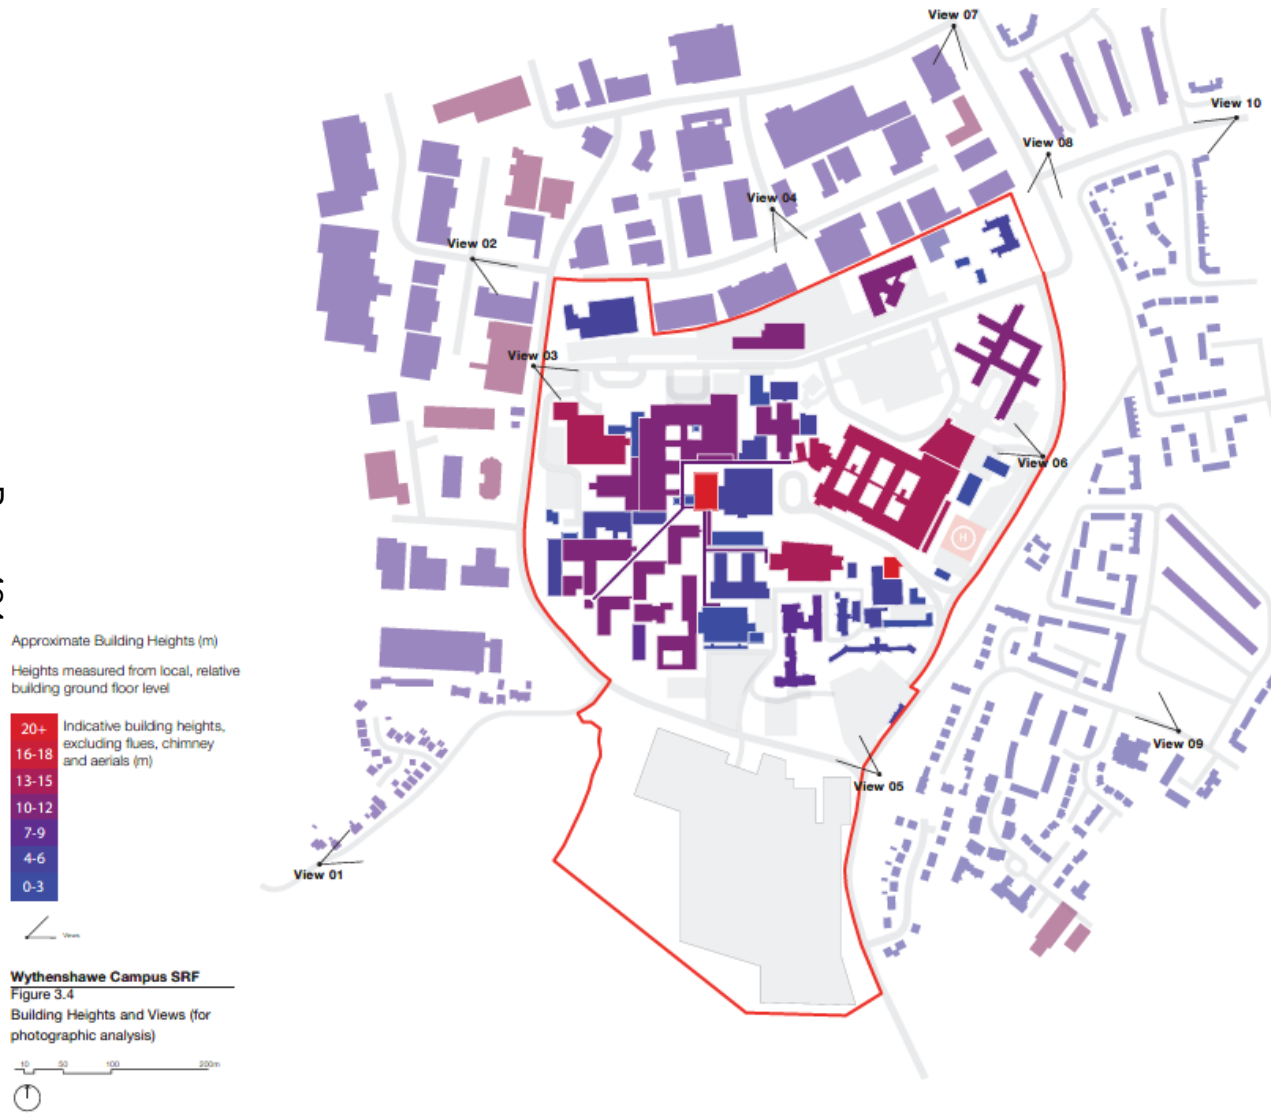 View 07
View 10
View 08
View 04
View 02
View 03
View 06
H
View 09
View 05
View 01
Approximate Building Heights (m)
Heights measured from local, relative
building ground floor level
20+
16-18
13-15
10-12
7-9
4-6
0-3
Indicative building heights,
excluding flues, chimney
and aerials (m)
Views
Wythenshawe Campus SRF
Figure 3.4
Building Heights and Views (for
photographic analysis)
10 50 100 200m